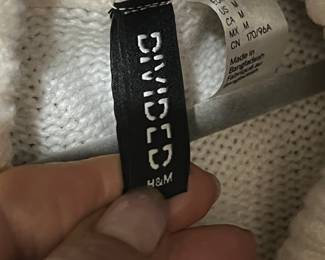 DIVIDED
H&M
US M
CA M
MX M
CN 170/96A
Made in
Bangladesh